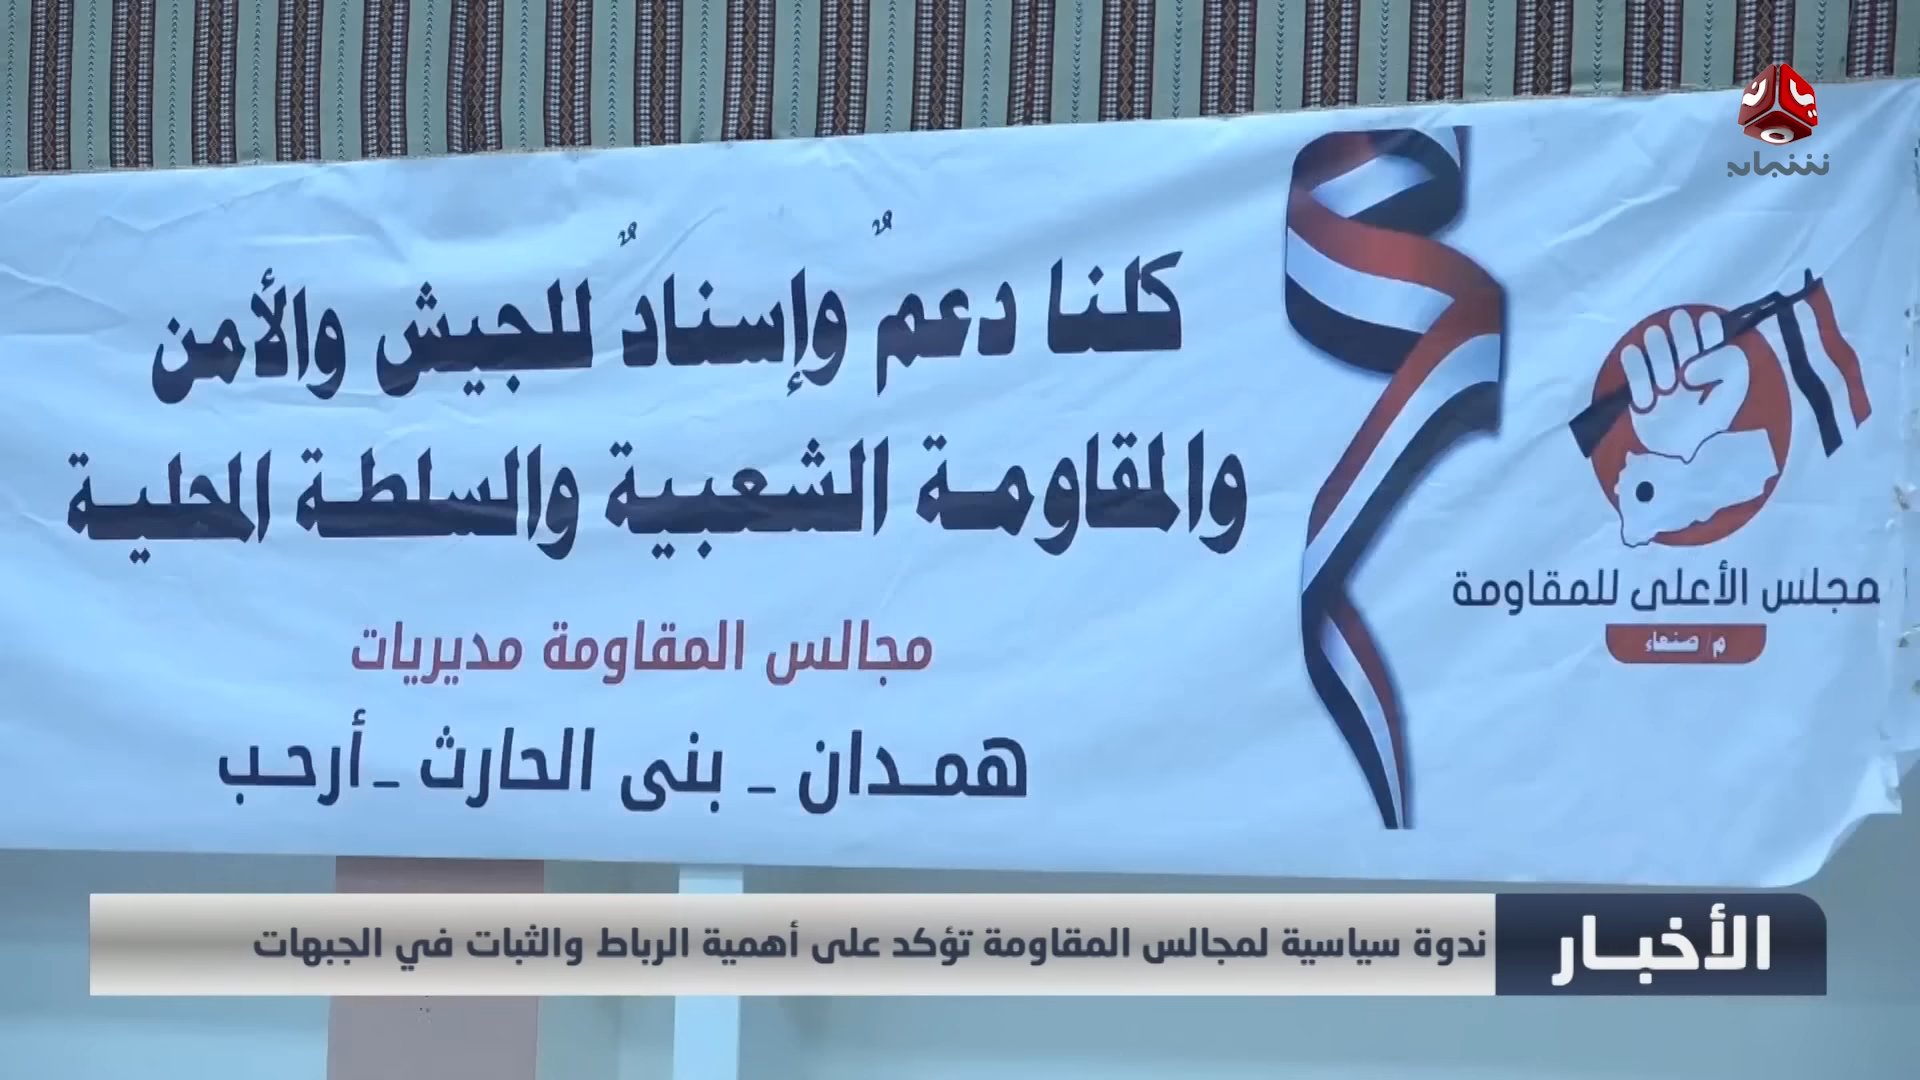 كلنا دعمٌ وإسنادٌ للجيش والأمن
والمقاومة الشعبية والسلطة المحلية
مجالس المقاومة مديريات
همدان - بني الحارث - أرحب
مجلس الأعلى للمقاومة
م/ صنعاء
الأخبار
ندوة سياسية لمجالس المقاومة تؤكد على أهمية الرباط والثبات في الجبهات